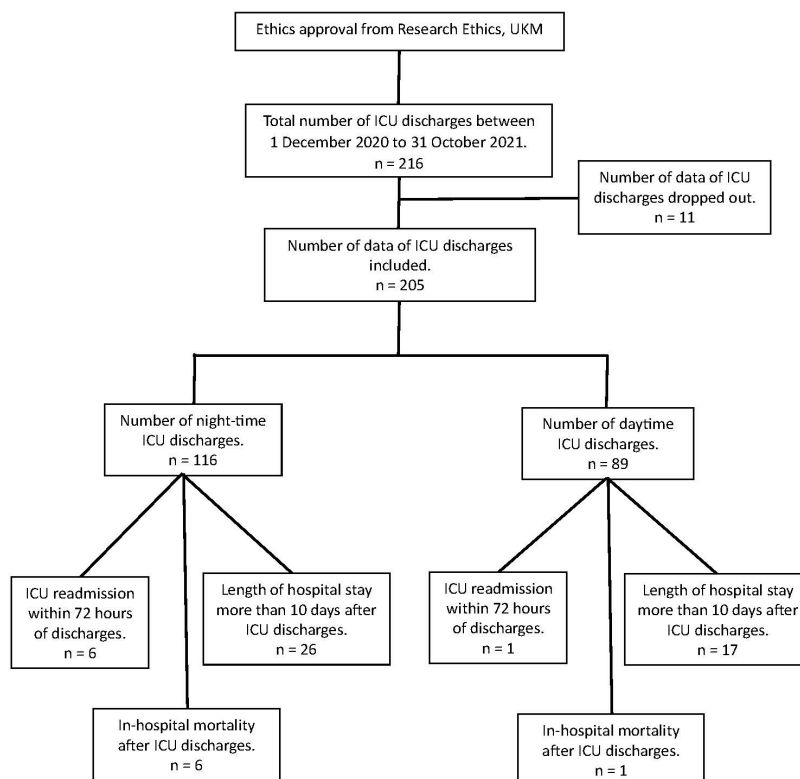 Ethics approval from Research Ethics, UKM
Total number of ICU discharges between
1 December 2020 to 31 October 2021.
n = 216
Number of data of ICU
discharges dropped out.
n = 11
Number of data of ICU discharges
included.
n = 205
Number of night-time
ICU discharges.
n = 116
Number of daytime
ICU discharges.
n = 89
ICU readmission
within 72 hours
of discharges.
n = 6
Length of hospital stay
more than 10 days after
ICU discharges.
n = 26
ICU readmission
within 72 hours
of discharges.
n = 1
Length of hospital stay
more than 10 days after
ICU discharges.
n = 17
In-hospital mortality
after ICU discharges.
n = 6
In-hospital mortality
after ICU discharges.
n = 1